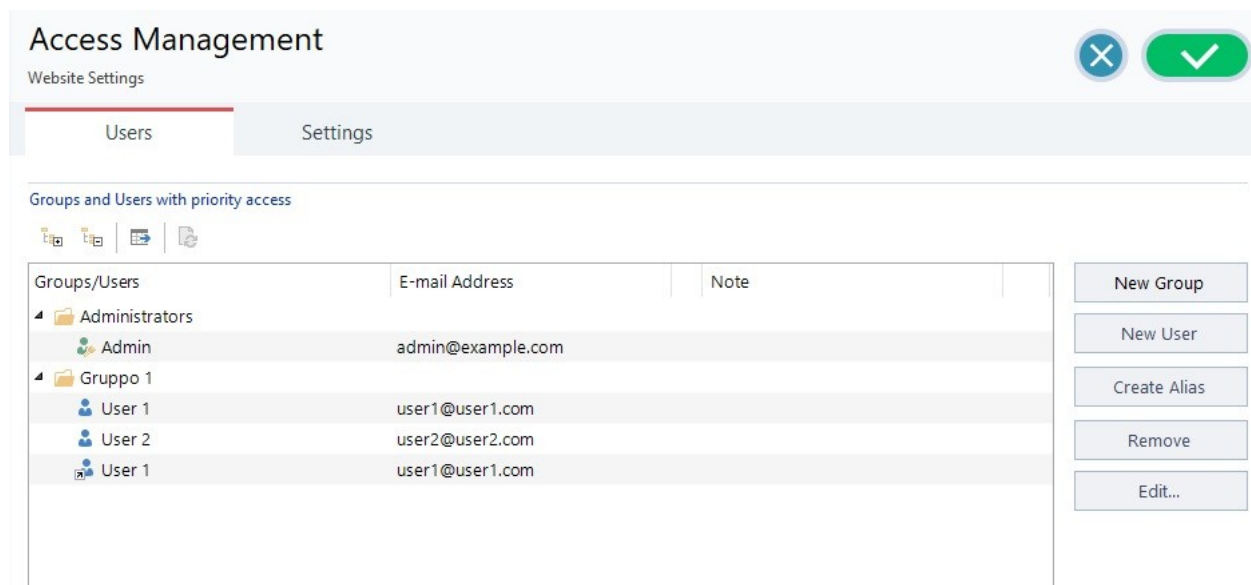 Access Management
Website Settings
Users Settings
Groups and Users with priority access
Groups/Users E-mail Address Note
Administrators
Admin admin@example.com
Gruppo 1
User 1 user1@user1.com
User 2 user2@user2.com
User 1 user1@user1.com
New Group
New User
Create Alias
Remove
Edit...